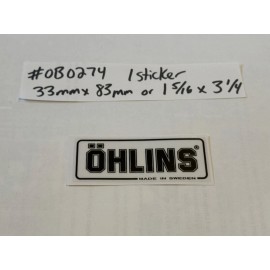 #OB0274 1 sticker
33mm x 83mm or 1 5/16 x 3 1/4
ÖHLINS®
MADE IN SWEDEN